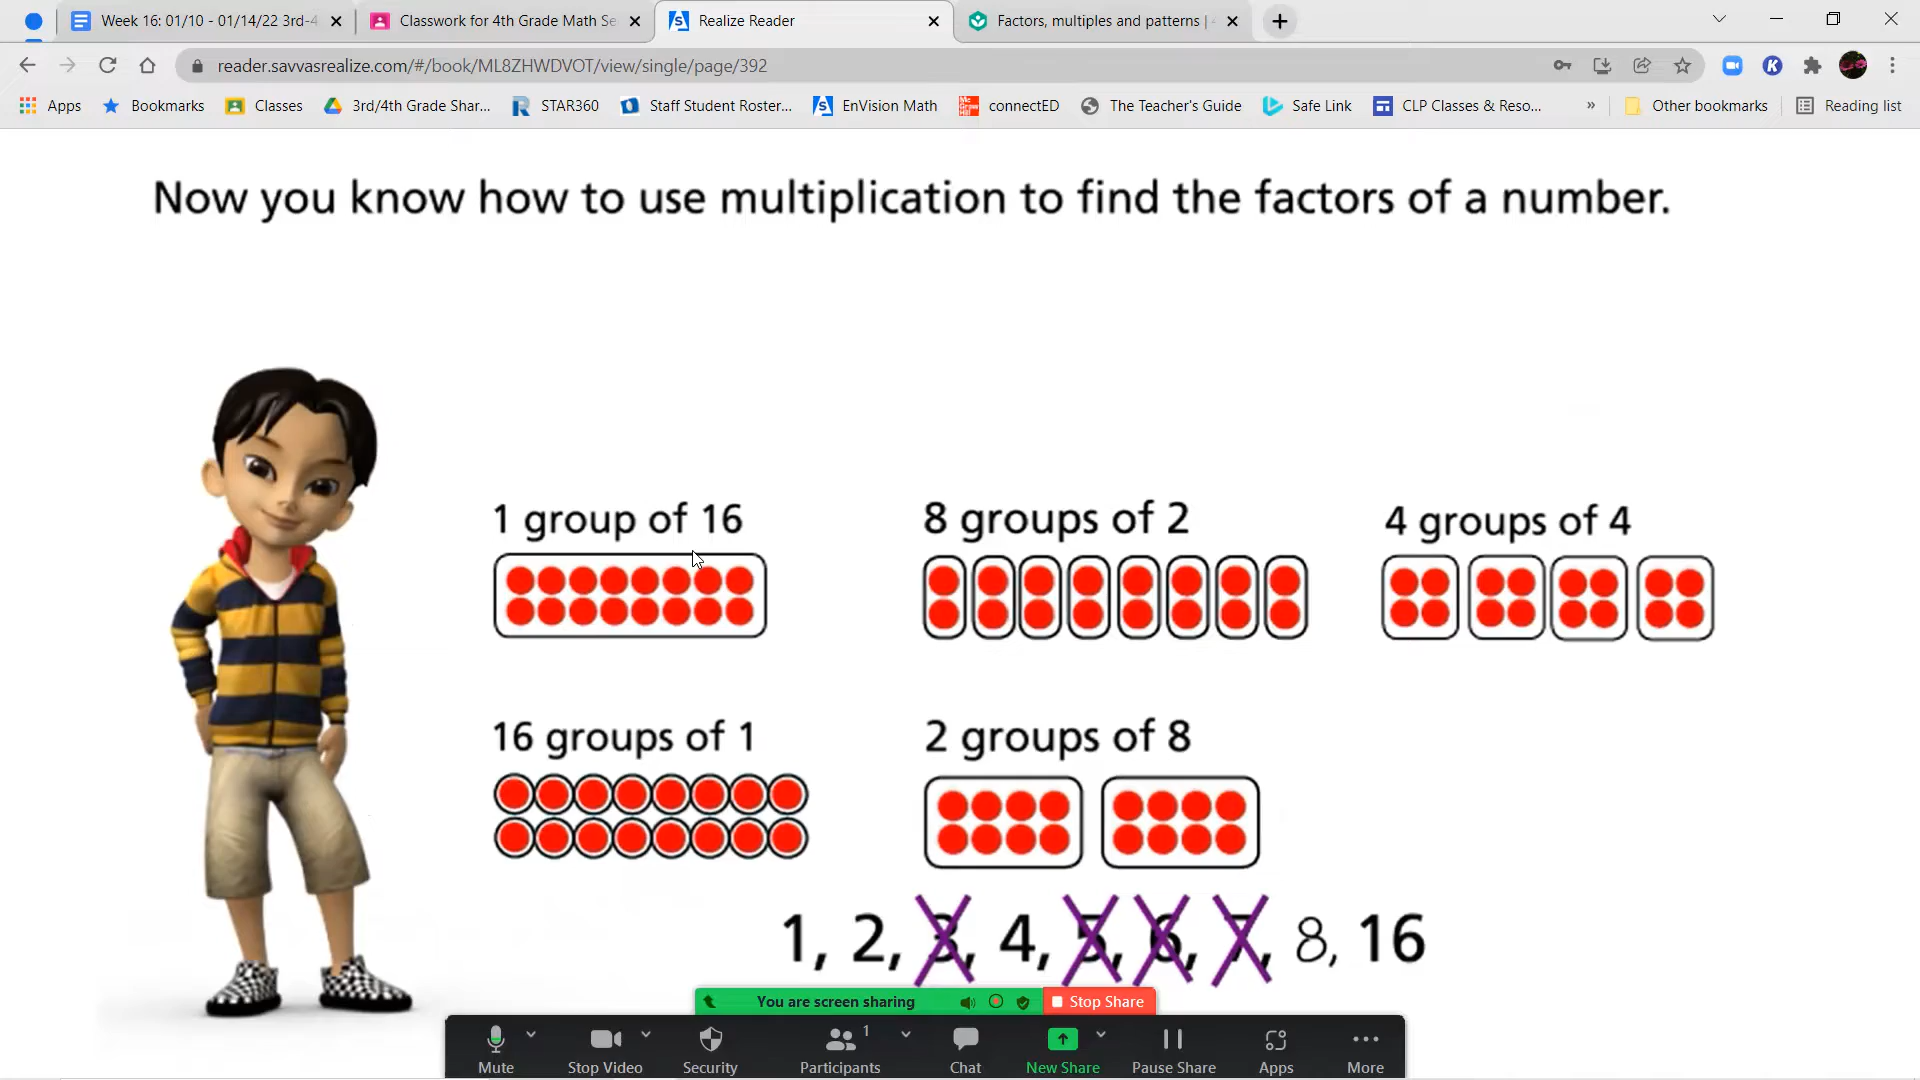 Week 16: 01/10 - 01/14/22 3rd-4
Classwork for 4th Grade Math Se
Realize Reader
Factors, multiples and patterns |
reader.savvasrealize.com/#/book/ML8ZHWDVOT/view/single/page/392
Apps Bookmarks Classes 3rd/4th Grade Shar... STAR360 Staff Student Roster... EnVision Math connectED The Teacher's Guide Safe Link CLP Classes & Reso... » Other bookmarks Reading list
Now you know how to use multiplication to find the factors of a number.
1 group of 16
8 groups of 2
4 groups of 4
16 groups of 1
2 groups of 8
1, 2, 3, 4, 5, 6, 7, 8, 16
You are screen sharing Stop Share
1
Mute Stop Video Security Participants Chat New Share Pause Share Apps More